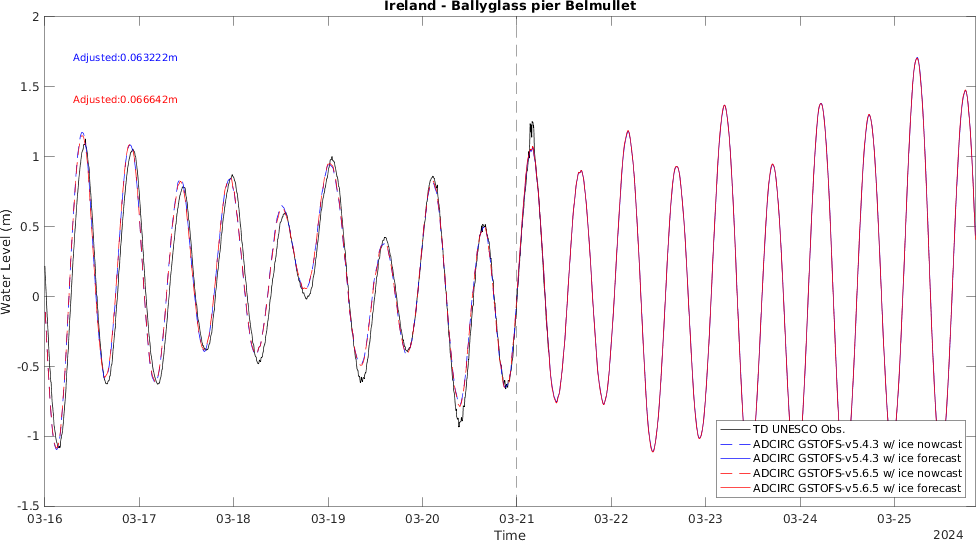 Ireland - Ballyglass pier Belmullet
Adjusted:0.063222m
Adjusted:0.066642m
Water Level (m)
2
1.5
1
0.5
0
-0.5
-1
-1.5
TD UNESCO Obs.
ADCIRC GSTOFS-v5.4.3 w/ ice nowcast
ADCIRC GSTOFS-v5.4.3 w/ ice forecast
ADCIRC GSTOFS-v5.6.5 w/ ice nowcast
ADCIRC GSTOFS-v5.6.5 w/ ice forecast
03-16 03-17 03-18 03-19 03-20 03-21 03-22 03-23 03-24 03-25
Time
2024